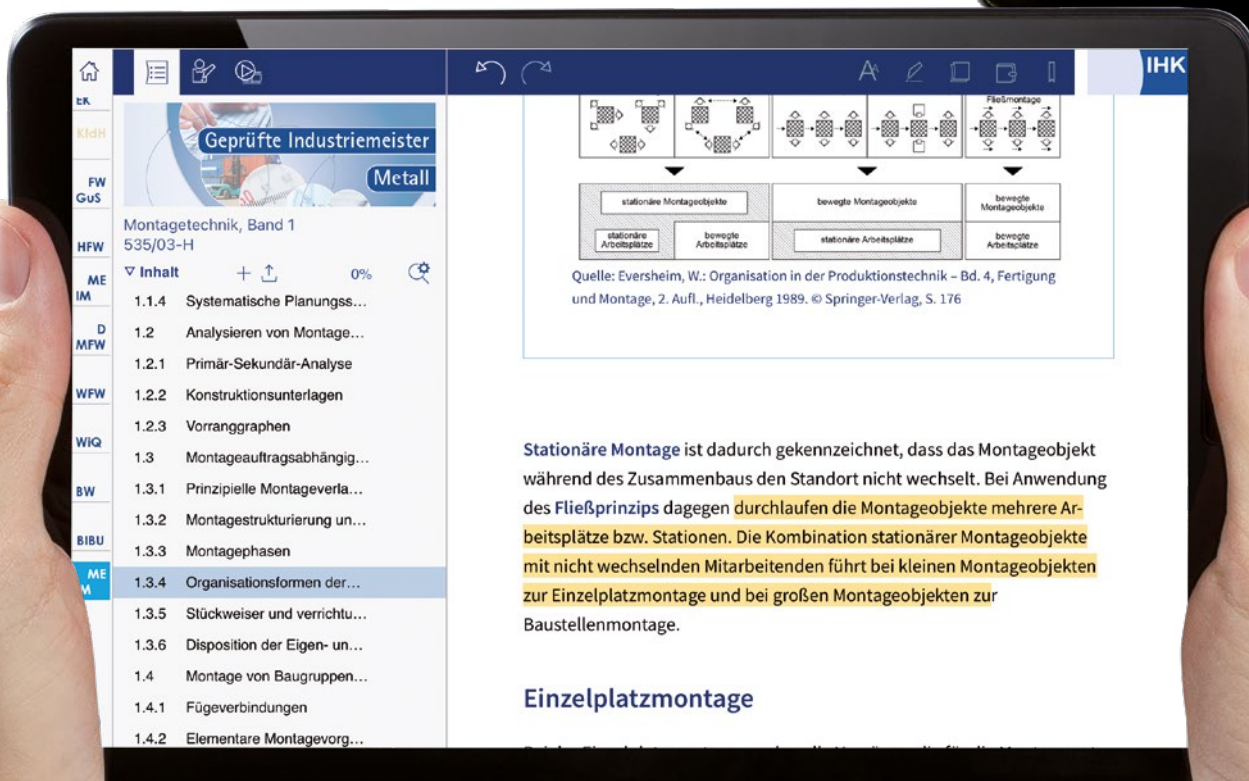 IHK
EK
KfdH
FW
GuS
HFW
ME
IM
D
MFW
WFW
WiQ
BW
BIBU
ME
M
Geprüfte Industriemeister
Metall
Montagetechnik, Band 1
535/03-H
Inhalt
0%
1.1.4 Systematische Planungss…
1.2 Analysieren von Montage…
1.2.1 Primär-Sekundär-Analyse
1.2.2 Konstruktionsunterlagen
1.2.3 Vorranggraphen
1.3 Montageauftragsabhängig…
1.3.1 Prinzipielle Montageverla…
1.3.2 Montagestrukturierung un…
1.3.3 Montagephasen
1.3.4 Organisationsformen der…
1.3.5 Stückweiser und verrichtu…
1.3.6 Disposition der Eigen- un…
1.4 Montage von Baugruppen…
1.4.1 Fügeverbindungen
1.4.2 Elementare Montagevorg…
Fließmontage
stationäre Montageobjekte
bewegte Montageobjekte
bewegte
Montageobjekte
stationäre
Arbeitsplätze
bewegte
Arbeitsplätze
stationäre Arbeitsplätze
bewegte
Arbeitsplätze
Quelle: Eversheim, W.: Organisation in der Produktionstechnik – Bd. 4, Fertigung
und Montage, 2. Aufl., Heidelberg 1989. © Springer-Verlag, S. 176
Stationäre Montage ist dadurch gekennzeichnet, dass das Montageobjekt
während des Zusammenbaus den Standort nicht wechselt. Bei Anwendung
des Fließprinzips dagegen durchlaufen die Montageobjekte mehrere Ar-
beitsplätze bzw. Stationen. Die Kombination stationärer Montageobjekte
mit nicht wechselnden Mitarbeitenden führt bei kleinen Montageobjekten
zur Einzelplatzmontage und bei großen Montageobjekten zur
Baustellenmontage.
Einzelplatzmontage